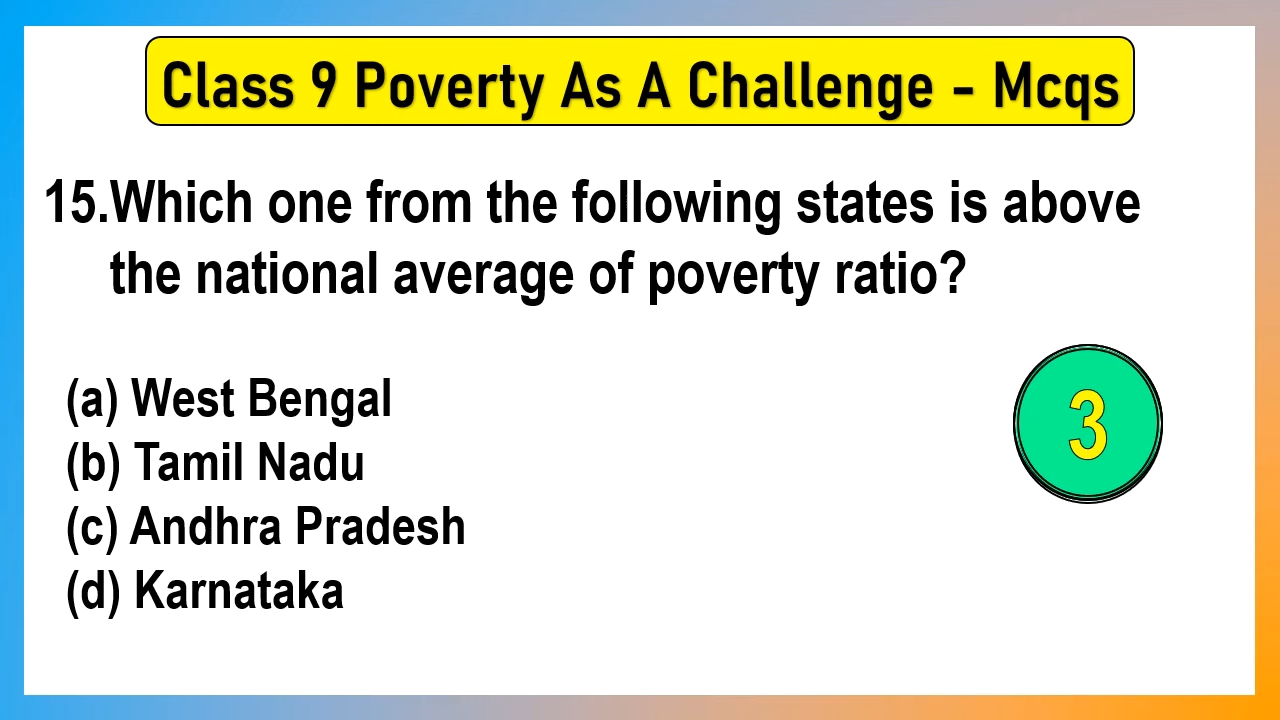 Class 9 Poverty As A Challenge - Mcqs
15.Which one from the following states is above
the national average of poverty ratio?
(a) West Bengal
(b) Tamil Nadu
(c) Andhra Pradesh
(d) Karnataka
3